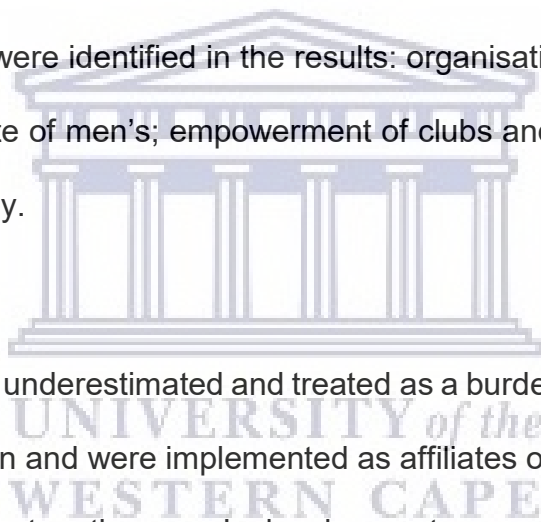 were identified in the results: organisati
te of men’s; empowerment of clubs and
y.
underestimated and treated as a burde
UNIVERSITY of the
n and were implemented as affiliates o
WESTERN CAPE